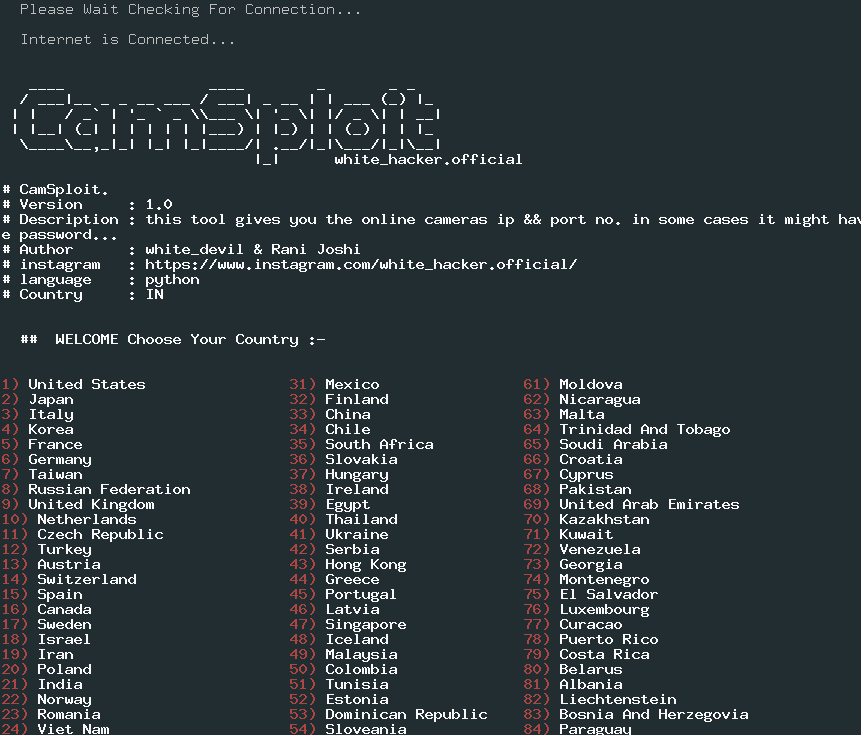 Please Wait Checking For Connection...
Internet is Connected...
CamSploit
white_hacker.official
# CamSploit.
# Version     : 1.0
# Description : this tool gives you the online cameras ip && port no. in some cases it might hav
e password...
# Author      : white_devil & Rani Joshi
# instagram   : https://www.instagram.com/white_hacker.official/
# language    : python
# Country     : IN
##  WELCOME Choose Your Country :-
1) United States 31) Mexico 61) Moldova
2) Japan 32) Finland 62) Nicaragua
3) Italy 33) China 63) Malta
4) Korea 34) Chile 64) Trinidad And Tobago
5) France 35) South Africa 65) Soudi Arabia
6) Germany 36) Slovakia 66) Croatia
7) Taiwan 37) Hungary 67) Cyprus
8) Russian Federation 38) Ireland 68) Pakistan
9) United Kingdom 39) Egypt 69) United Arab Emirates
10) Netherlands 40) Thailand 70) Kazakhstan
11) Czech Republic 41) Ukraine 71) Kuwait
12) Turkey 42) Serbia 72) Venezuela
13) Austria 43) Hong Kong 73) Georgia
14) Switzerland 44) Greece 74) Montenegro
15) Spain 45) Portugal 75) El Salvador
16) Canada 46) Latvia 76) Luxembourg
17) Sweden 47) Singapore 77) Curacao
18) Israel 48) Iceland 78) Puerto Rico
19) Iran 49) Malaysia 79) Costa Rica
20) Poland 50) Colombia 80) Belarus
21) India 51) Tunisia 81) Albania
22) Norway 52) Estonia 82) Liechtenstein
23) Romania 53) Dominican Republic 83) Bosnia And Herzegovia
24) Viet Nam 54) Sloveania 84) Paraguay